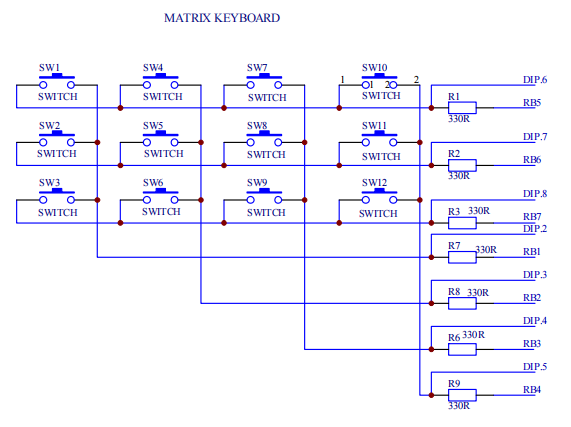 MATRIX KEYBOARD
SW1 SW4 SW7 SW10
1 2 DIP.6
1 2
SWITCH SWITCH SWITCH SWITCH R1 RB5
330R
SW2 SW5 SW8 SW11 DIP.7
SWITCH SWITCH SWITCH SWITCH R2 RB6
330R
SW3 SW6 SW9 SW12 DIP.8
SWITCH SWITCH SWITCH SWITCH R3 330R RB7
DIP.2
R7 330R RB1
DIP.3
R8 330R RB2
DIP.4
R6 330R RB3
DIP.5
R9 RB4
330R